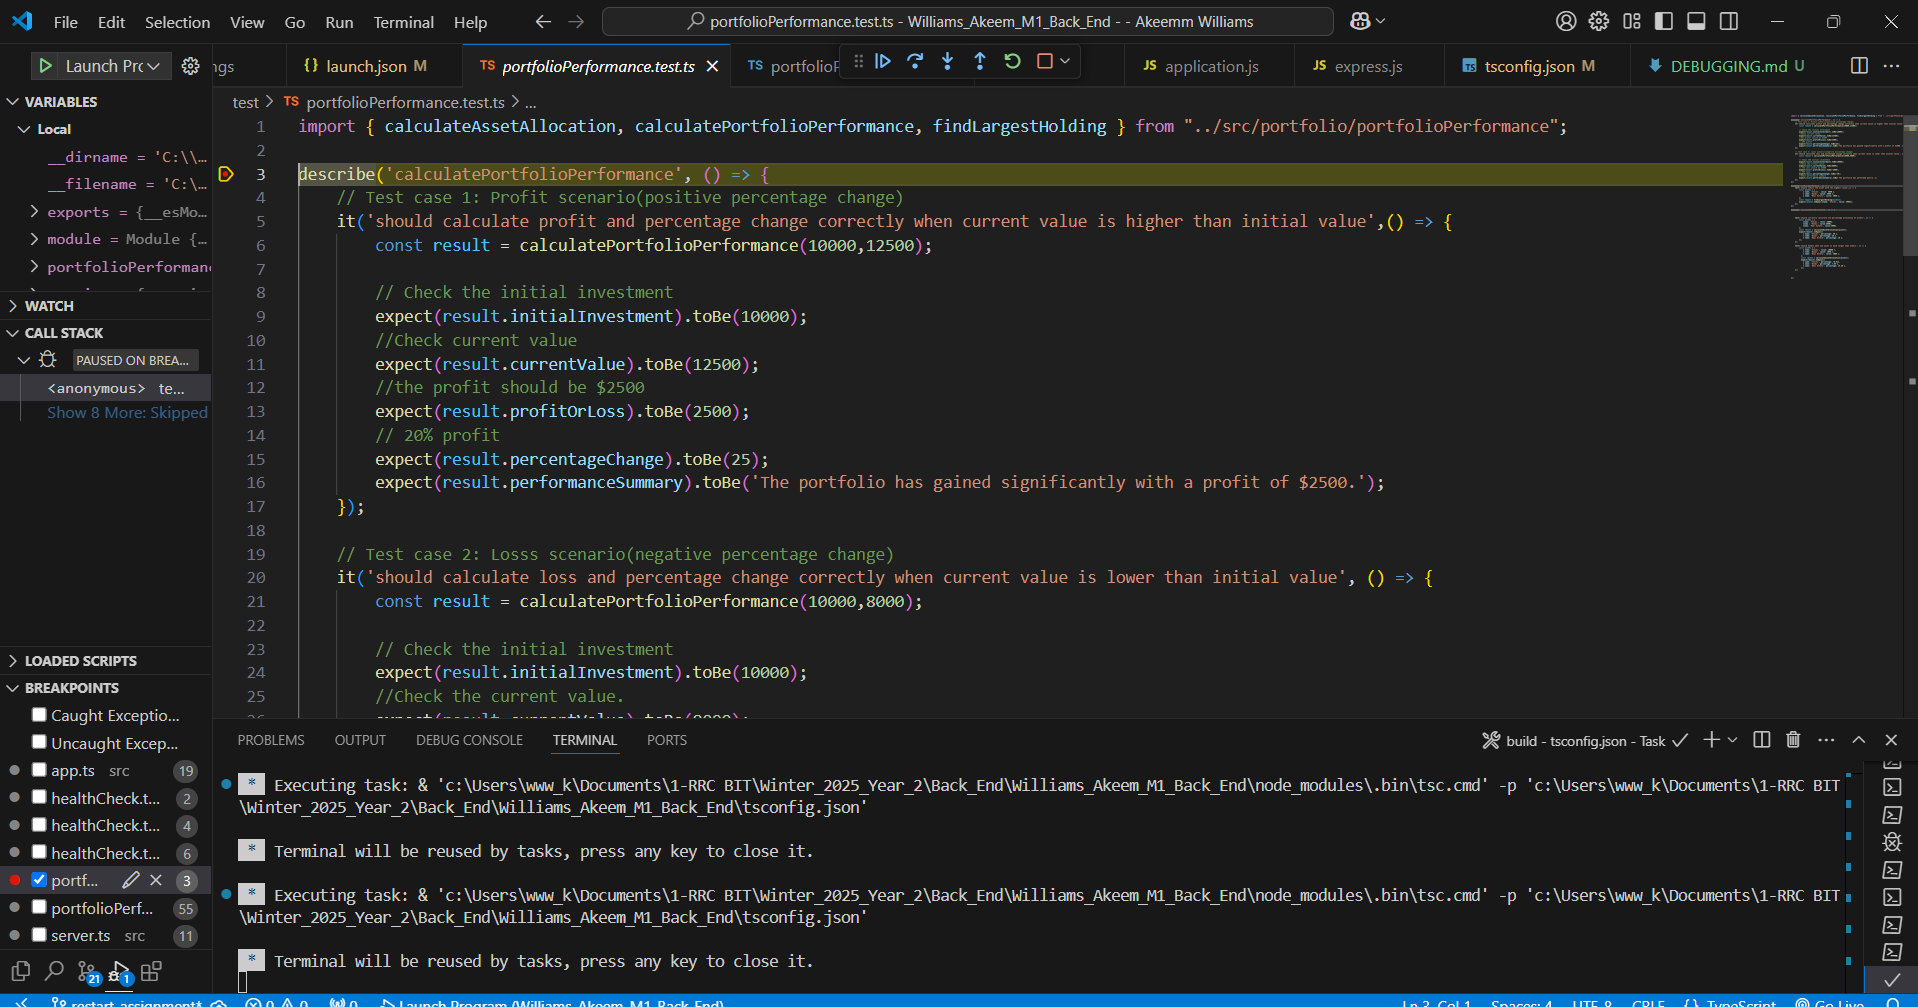 File Edit Selection View Go Run Terminal Help
portfolioPerformance.test.ts - Williams_Akeem_M1_Back_End - - Akeemm Williams
Launch Prc
ngs
{} launch.json M
TS portfolioPerformance.test.ts
TS portfolioF
JS application.js
JS express.js
TS tsconfig.json M
DEBUGGING.md U
VARIABLES
Local
__dirname = 'C:\\…
__filename = 'C:\…
exports = {__esMo…
module = Module {…
portfolioPerforman
WATCH
CALL STACK
PAUSED ON BREA…
<anonymous> te…
Show 8 More: Skipped
LOADED SCRIPTS
BREAKPOINTS
Caught Exceptio…
Uncaught Excep…
app.ts src 19
healthCheck.t… 2
healthCheck.t… 4
healthCheck.t… 6
portf… 3
portfolioPerf… 55
server.ts src 11
21
1
test > TS portfolioPerformance.test.ts > ...
1 import { calculateAssetAllocation, calculatePortfolioPerformance, findLargestHolding } from "../src/portfolio/portfolioPerformance";
2
3 describe('calculatePortfolioPerformance', () => {
4 // Test case 1: Profit scenario(positive percentage change)
5 it('should calculate profit and percentage change correctly when current value is higher than initial value',() => {
6 const result = calculatePortfolioPerformance(10000,12500);
7
8 // Check the initial investment
9 expect(result.initialInvestment).toBe(10000);
10 //Check current value
11 expect(result.currentValue).toBe(12500);
12 //the profit should be $2500
13 expect(result.profitOrLoss).toBe(2500);
14 // 20% profit
15 expect(result.percentageChange).toBe(25);
16 expect(result.performanceSummary).toBe('The portfolio has gained significantly with a profit of $2500.');
17 });
18
19 // Test case 2: Losss scenario(negative percentage change)
20 it('should calculate loss and percentage change correctly when current value is lower than initial value', () => {
21 const result = calculatePortfolioPerformance(10000,8000);
22
23 // Check the initial investment
24 expect(result.initialInvestment).toBe(10000);
25 //Check the current value.
26 expect(result.currentValue).toBe(8000);
PROBLEMS OUTPUT DEBUG CONSOLE TERMINAL PORTS
build - tsconfig.json - Task
* Executing task: & 'c:\Users\www_k\Documents\1-RRC BIT\Winter_2025_Year_2\Back_End\Williams_Akeem_M1_Back_End\node_modules\.bin\tsc.cmd' -p 'c:\Users\www_k\Documents\1-RRC BIT
\Winter_2025_Year_2\Back_End\Williams_Akeem_M1_Back_End\tsconfig.json'
* Terminal will be reused by tasks, press any key to close it.
* Executing task: & 'c:\Users\www_k\Documents\1-RRC BIT\Winter_2025_Year_2\Back_End\Williams_Akeem_M1_Back_End\node_modules\.bin\tsc.cmd' -p 'c:\Users\www_k\Documents\1-RRC BIT
\Winter_2025_Year_2\Back_End\Williams_Akeem_M1_Back_End\tsconfig.json'
* Terminal will be reused by tasks, press any key to close it.
restart_assignment* 0 0 0 Launch Program (Williams_Akeem_M1_Back_End)
Ln 3, Col 1 Spaces: 4 UTF-8 CRLF {} TypeScript Go Live